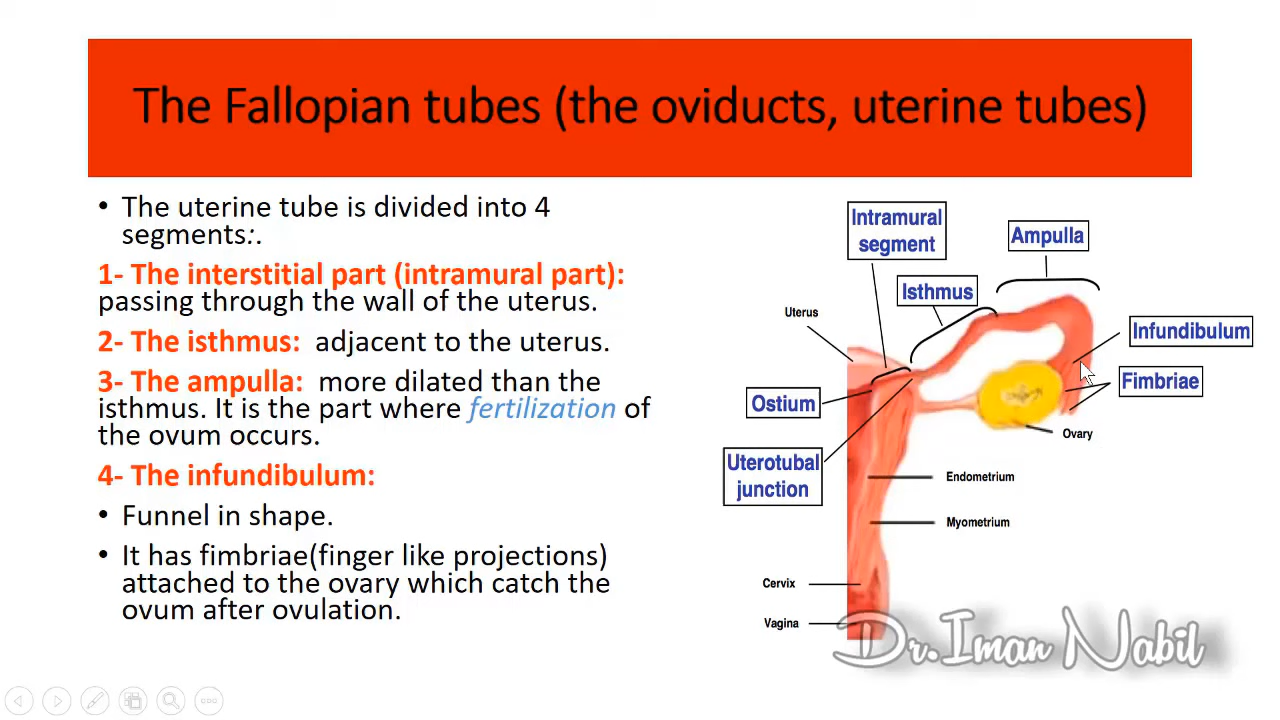 The Fallopian tubes (the oviducts, uterine tubes)
• The uterine tube is divided into 4
segments:.
1- The interstitial part (intramural part):
passing through the wall of the uterus.
2- The isthmus:  adjacent to the uterus.
3- The ampulla:  more dilated than the
isthmus. It is the part where fertilization of
the ovum occurs.
4- The infundibulum:
• Funnel in shape.
• It has fimbriae(finger like projections)
attached to the ovary which catch the
ovum after ovulation.
Intramural
segment
Ampulla
Isthmus
Uterus
Infundibulum
Fimbriae
Ostium
Ovary
Uterotubal
junction
Endometrium
Myometrium
Cervix
Vagina
Dr.Iman Nabil